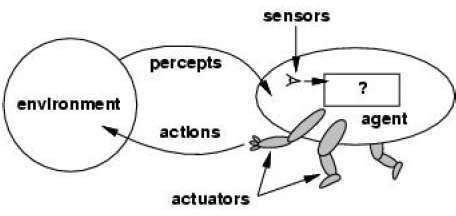 sensors
percepts
environment
?
agent
actions
actuators